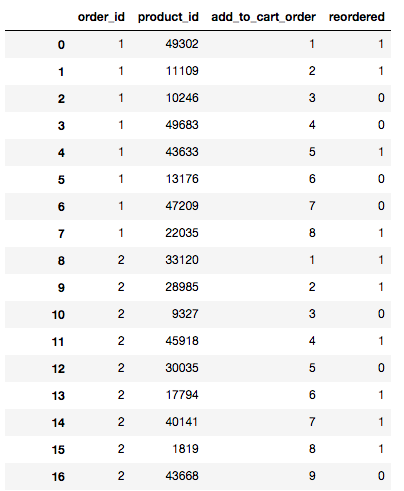 order_id product_id add_to_cart_order reordered
0 1 49302 1 1
1 1 11109 2 1
2 1 10246 3 0
3 1 49683 4 0
4 1 43633 5 1
5 1 13176 6 0
6 1 47209 7 0
7 1 22035 8 1
8 2 33120 1 1
9 2 28985 2 1
10 2 9327 3 0
11 2 45918 4 1
12 2 30035 5 0
13 2 17794 6 1
14 2 40141 7 1
15 2 1819 8 1
16 2 43668 9 0